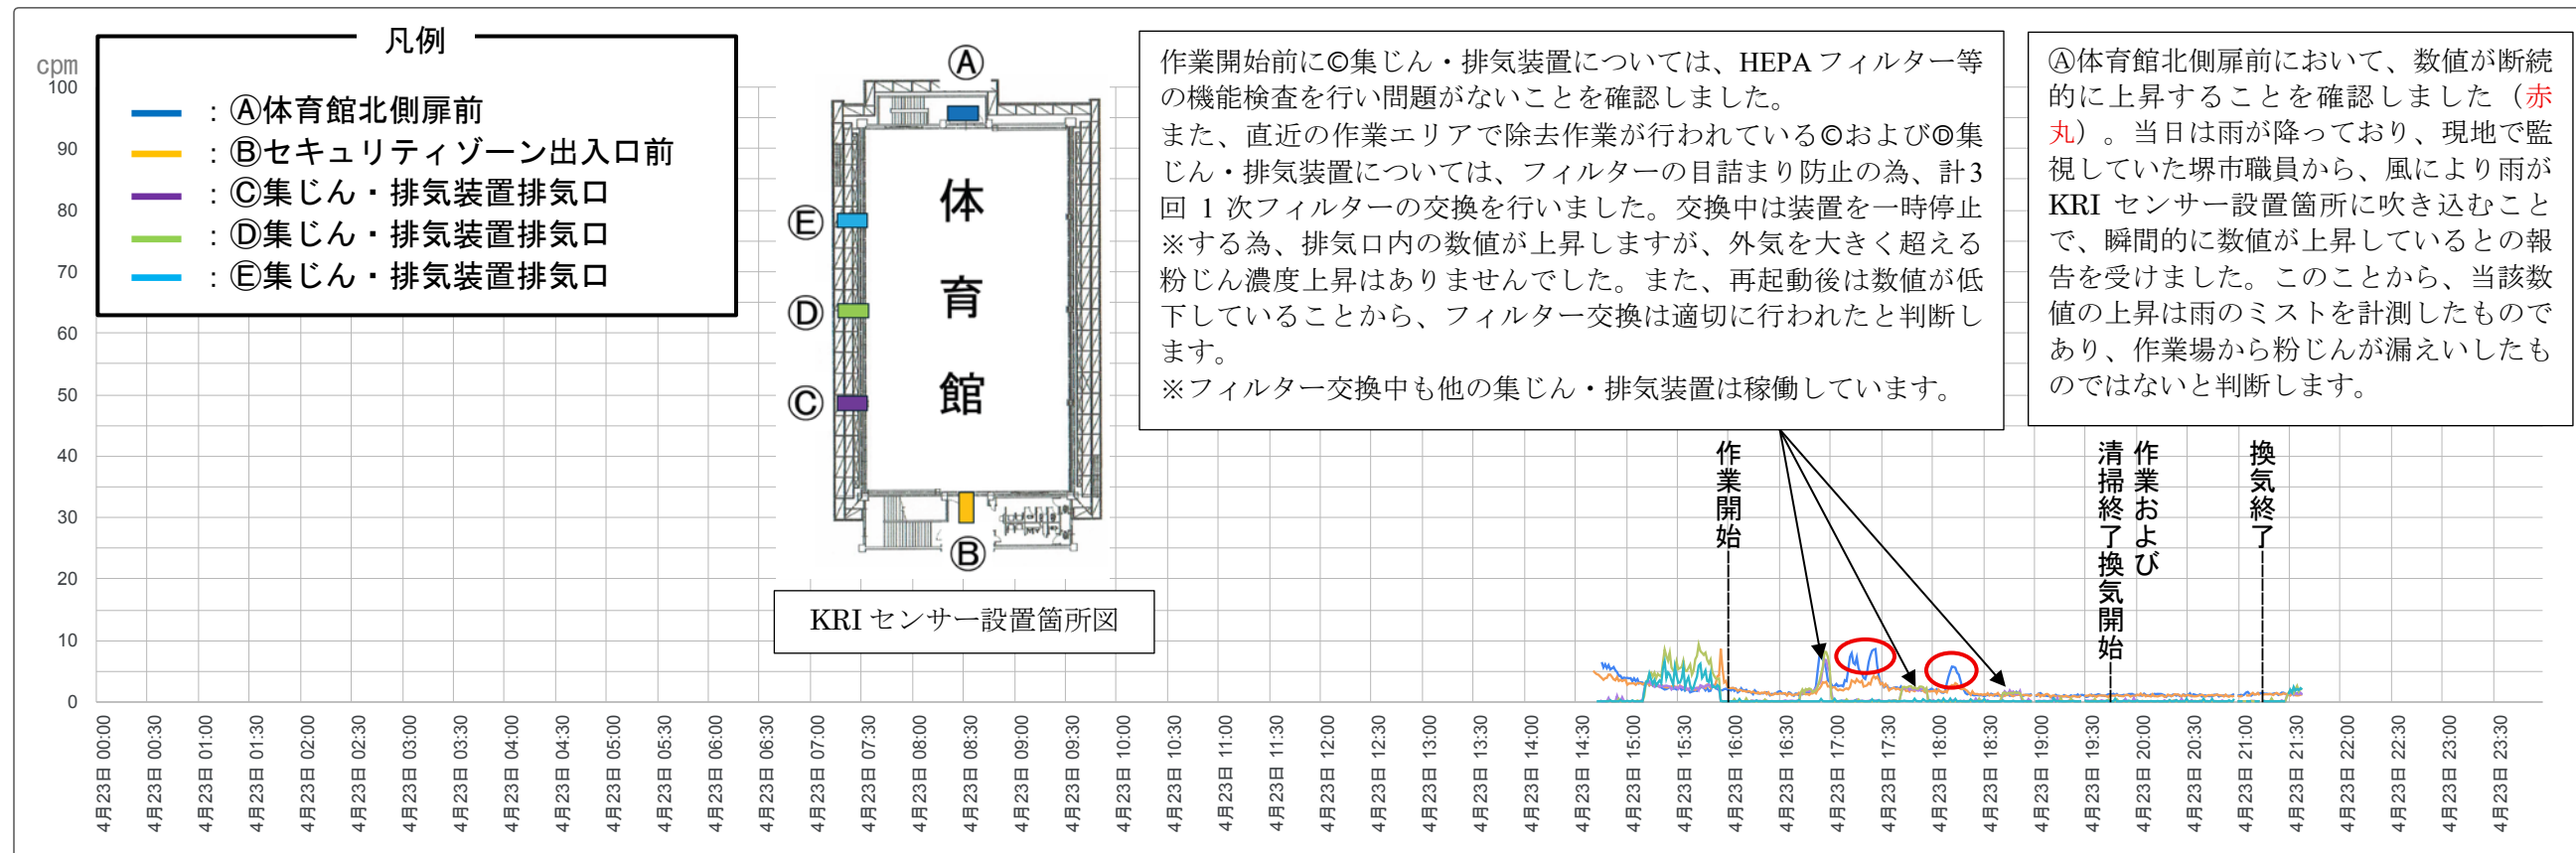 凡例
：Ⓐ体育館北側扉前
：Ⓑセキュリティゾーン出入口前
：Ⓒ集じん・排気装置排気口
：Ⓓ集じん・排気装置排気口
：Ⓔ集じん・排気装置排気口
cpm
100
90
80
70
60
50
40
30
20
10
0
Ⓐ
Ⓔ
Ⓓ
Ⓒ
Ⓑ
体育館
KRI センサー設置箇所図
作業開始前に©集じん・排気装置については、HEPA フィルター等
の機能検査を行い問題がないことを確認しました。
また、直近の作業エリアで除去作業が行われている©およびⒹ集
じん・排気装置については、フィルターの目詰まり防止の為、計3
回 1 次フィルターの交換を行いました。交換中は装置を一時停止
※する為、排気口内の数値が上昇しますが、外気を大きく超える
粉じん濃度上昇はありませんでした。また、再起動後は数値が低
下していることから、フィルター交換は適切に行われたと判断し
ます。
※フィルター交換中も他の集じん・排気装置は稼働しています。
Ⓐ体育館北側扉前において、数値が断続
的に上昇することを確認しました（赤
丸）。当日は雨が降っており、現地で監
視していた堺市職員から、風により雨が
KRI センサー設置箇所に吹き込むこと
で、瞬間的に数値が上昇しているとの報
告を受けました。このことから、当該数
値の上昇は雨のミストを計測したもので
あり、作業場から粉じんが漏えいしたも
のではないと判断します。
作業開始
作業および
清掃終了換気開始
換気終了
4月23日 00:00
4月23日 00:30
4月23日 01:00
4月23日 01:30
4月23日 02:00
4月23日 02:30
4月23日 03:00
4月23日 03:30
4月23日 04:00
4月23日 04:30
4月23日 05:00
4月23日 05:30
4月23日 06:00
4月23日 06:30
4月23日 07:00
4月23日 07:30
4月23日 08:00
4月23日 08:30
4月23日 09:00
4月23日 09:30
4月23日 10:00
4月23日 10:30
4月23日 11:00
4月23日 11:30
4月23日 12:00
4月23日 12:30
4月23日 13:00
4月23日 13:30
4月23日 14:00
4月23日 14:30
4月23日 15:00
4月23日 15:30
4月23日 16:00
4月23日 16:30
4月23日 17:00
4月23日 17:30
4月23日 18:00
4月23日 18:30
4月23日 19:00
4月23日 19:30
4月23日 20:00
4月23日 20:30
4月23日 21:00
4月23日 21:30
4月23日 22:00
4月23日 22:30
4月23日 23:00
4月23日 23:30